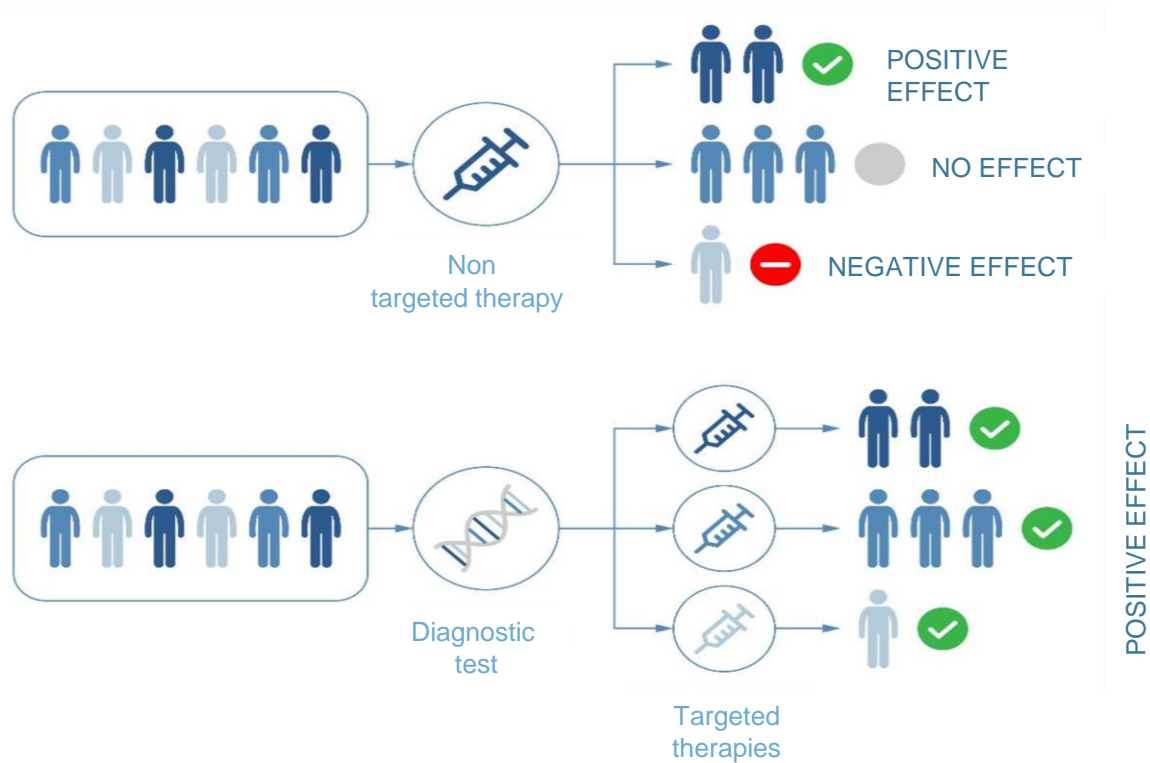 POSITIVE
EFFECT
NO EFFECT
NEGATIVE EFFECT
Non
targeted therapy
POSITIVE EFFECT
Diagnostic
test
Targeted
therapies